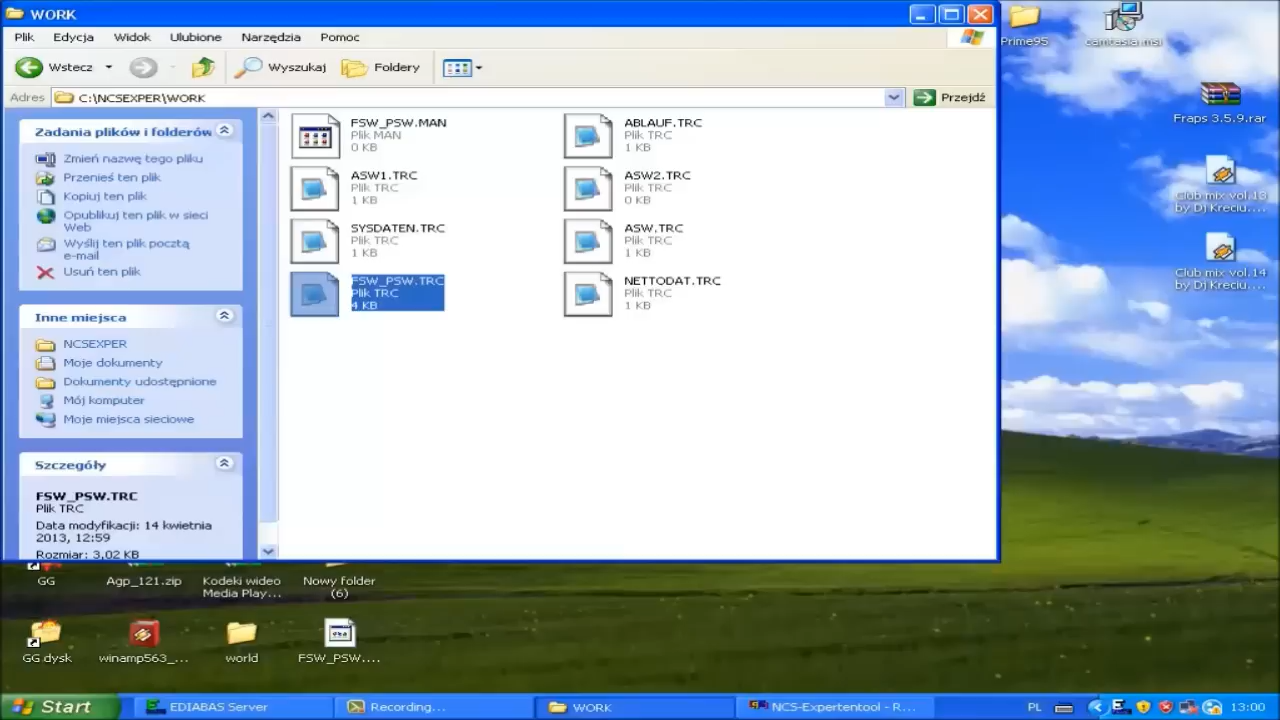 WORK
Plik Edycja Widok Ulubione Narzędzia Pomoc
Wstecz Wyszukaj Foldery
Adres C:\NCSEXPER\WORK Przejdź
Zadania plików i folderów
Zmień nazwę tego pliku
Przenieś ten plik
Kopiuj ten plik
Opublikuj ten plik w sieci
Web
Wyślij ten plik pocztą
e-mail
Usuń ten plik
Inne miejsca
NCSEXPER
Moje dokumenty
Dokumenty udostępnione
Mój komputer
Moje miejsca sieciowe
Szczegóły
FSW_PSW.TRC
Plik TRC
Data modyfikacji: 14 kwietnia
2013, 12:59
Rozmiar: 3,02 KB
FSW_PSW.MAN
Plik MAN
0 KB
ABLAUF.TRC
Plik TRC
1 KB
ASW1.TRC
Plik TRC
1 KB
ASW2.TRC
Plik TRC
0 KB
SYSDATEN.TRC
Plik TRC
1 KB
ASW.TRC
Plik TRC
1 KB
FSW_PSW.TRC
Plik TRC
4 KB
NETTODAT.TRC
Plik TRC
1 KB
Prime95
camtasia.msi
Fraps 3.5.9.rar
Club mix vol.13
by Dj Kreciu....
Club mix vol.14
by Dj Kreciu....
GG
Agp_121.zip
Kodeki wideo
Media Play...
Nowy folder
(6)
GG dysk
winamp563_...
world
FSW_PSW....
Start
EDIABAS Server
Recording...
WORK
NCS-Expertentool - R...
PL
13:00